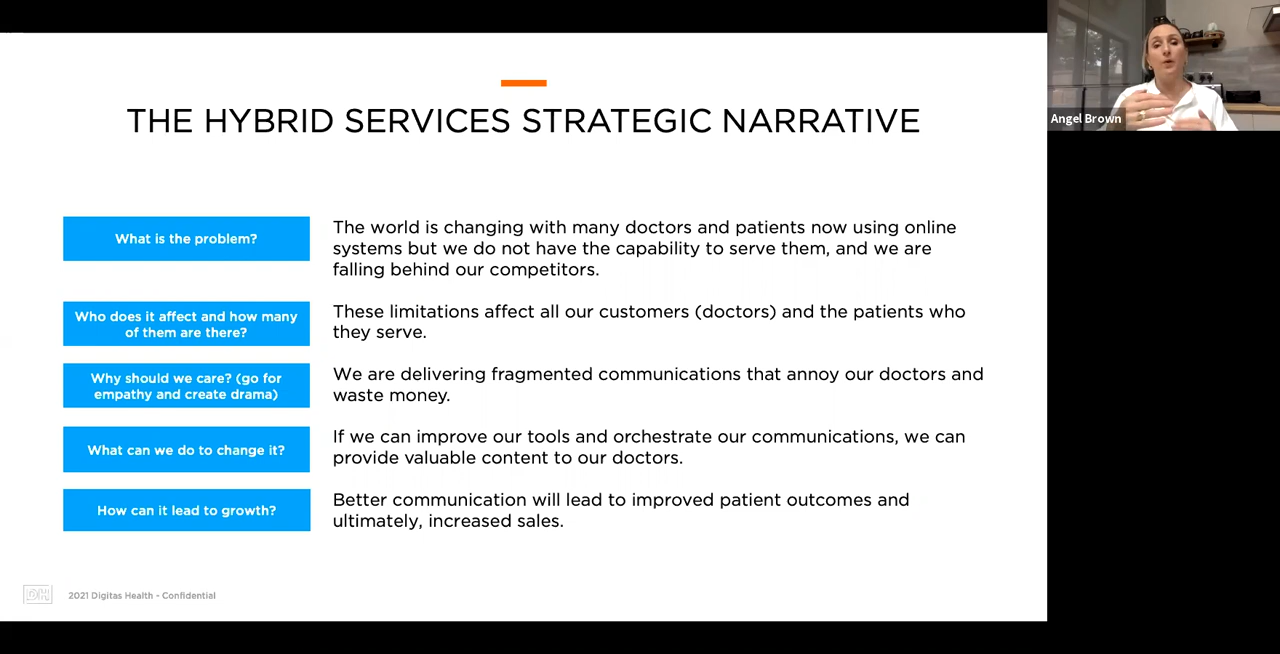 THE HYBRID SERVICES STRATEGIC NARRATIVE
What is the problem?
The world is changing with many doctors and patients now using online
systems but we do not have the capability to serve them, and we are
falling behind our competitors.
Who does it affect and how many
of them are there?
These limitations affect all our customers (doctors) and the patients who
they serve.
Why should we care? (go for
empathy and create drama)
We are delivering fragmented communications that annoy our doctors and
waste money.
What can we do to change it?
If we can improve our tools and orchestrate our communications, we can
provide valuable content to our doctors.
How can it lead to growth?
Better communication will lead to improved patient outcomes and
ultimately, increased sales.
DH
2021 Digitas Health - Confidential
Angel Brown